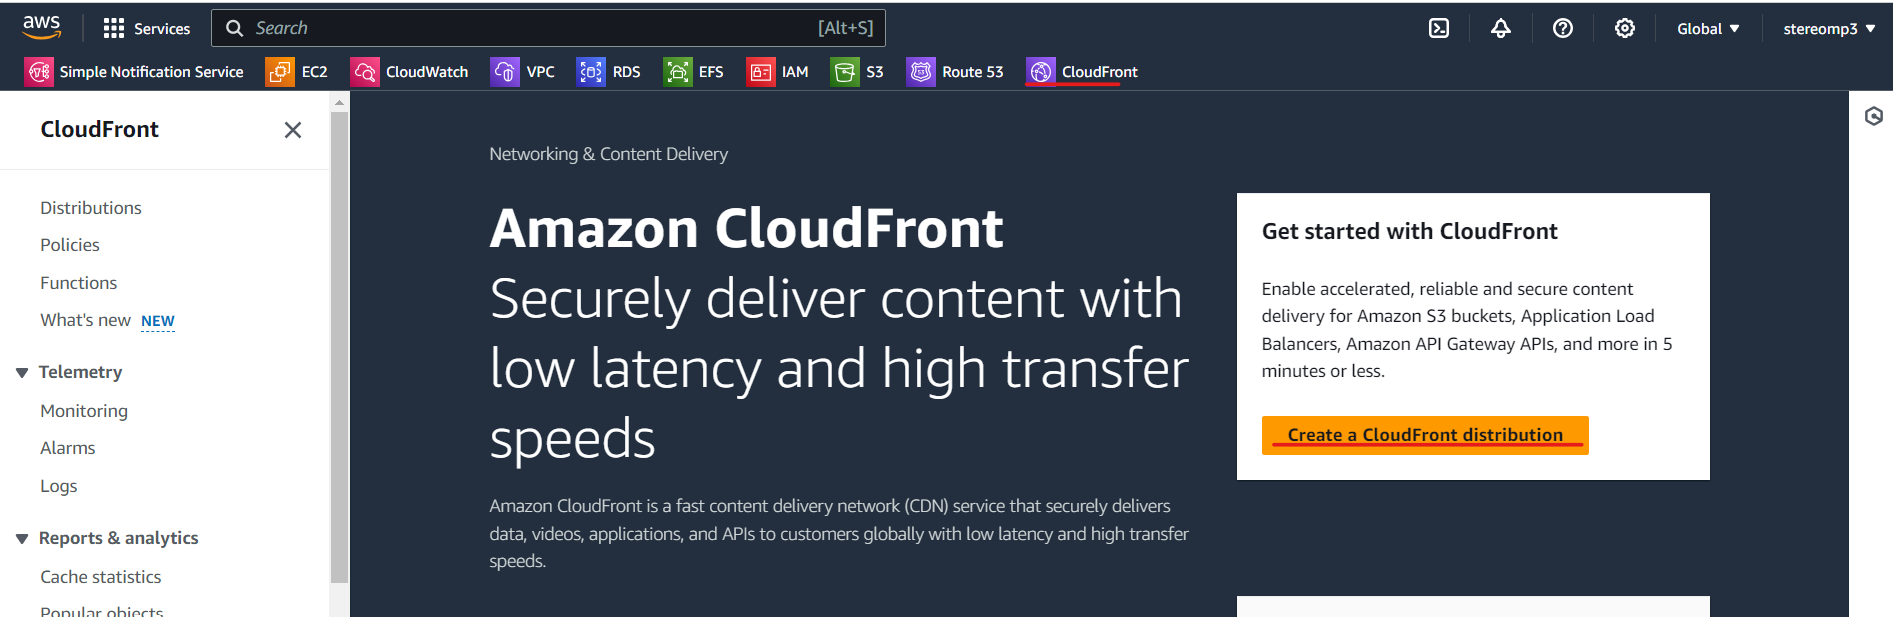 aws
Services
Search [Alt+S]
Global ▼
stereomp3 ▼
Simple Notification Service
EC2
CloudWatch
VPC
RDS
EFS
IAM
S3
Route 53
CloudFront
CloudFront
Distributions
Policies
Functions
What's new NEW
Telemetry
Monitoring
Alarms
Logs
Reports & analytics
Cache statistics
Popular objects
Networking & Content Delivery
Amazon CloudFront
Securely deliver content with
low latency and high transfer
speeds
Amazon CloudFront is a fast content delivery network (CDN) service that securely delivers
data, videos, applications, and APIs to customers globally with low latency and high transfer
speeds.
Get started with CloudFront
Enable accelerated, reliable and secure content
delivery for Amazon S3 buckets, Application Load
Balancers, Amazon API Gateway APIs, and more in 5
minutes or less.
Create a CloudFront distribution